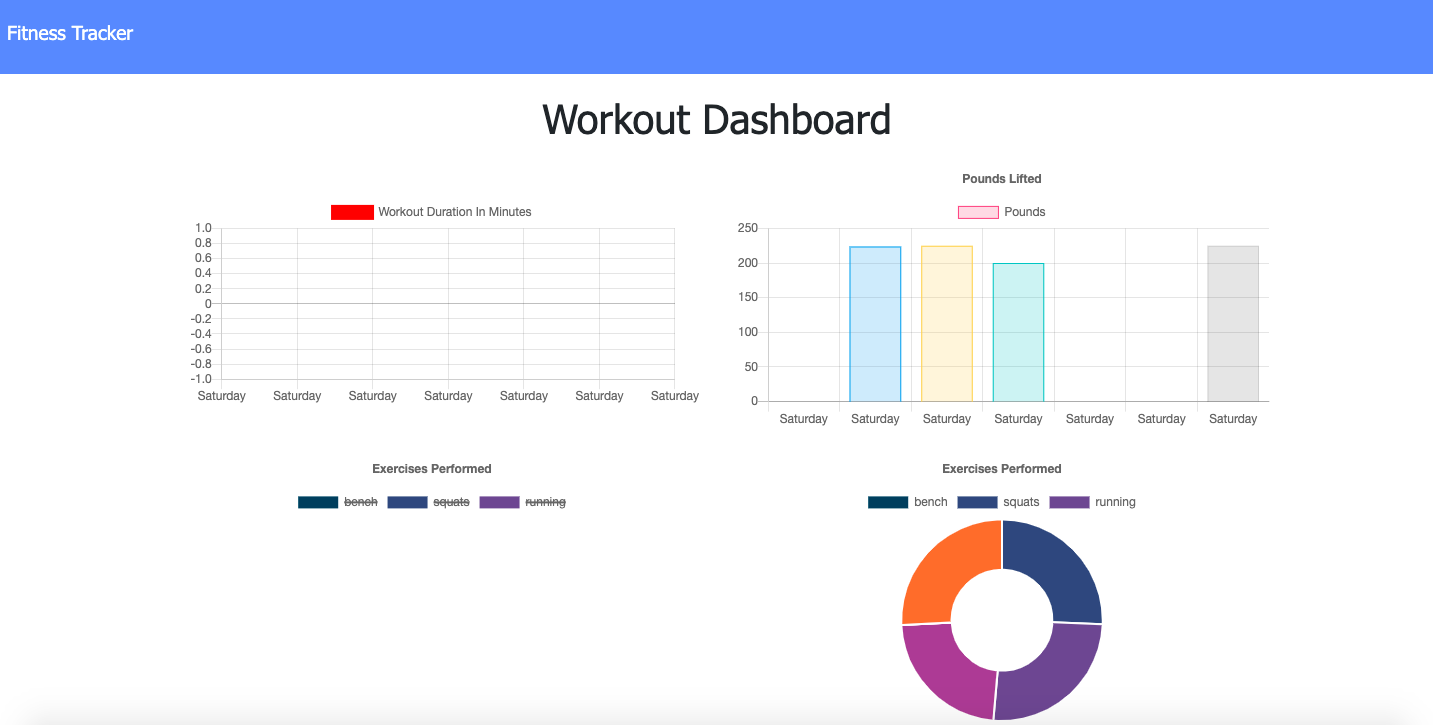 Fitness Tracker
Workout Dashboard
Workout Duration In Minutes
1.0
0.8
0.6
0.4
0.2
0
-0.2
-0.4
-0.6
-0.8
-1.0
Saturday Saturday Saturday Saturday Saturday Saturday Saturday
Pounds Lifted
Pounds
250
200
150
100
50
0
Saturday Saturday Saturday Saturday Saturday Saturday Saturday
Exercises Performed
bench squats running
Exercises Performed
bench squats running